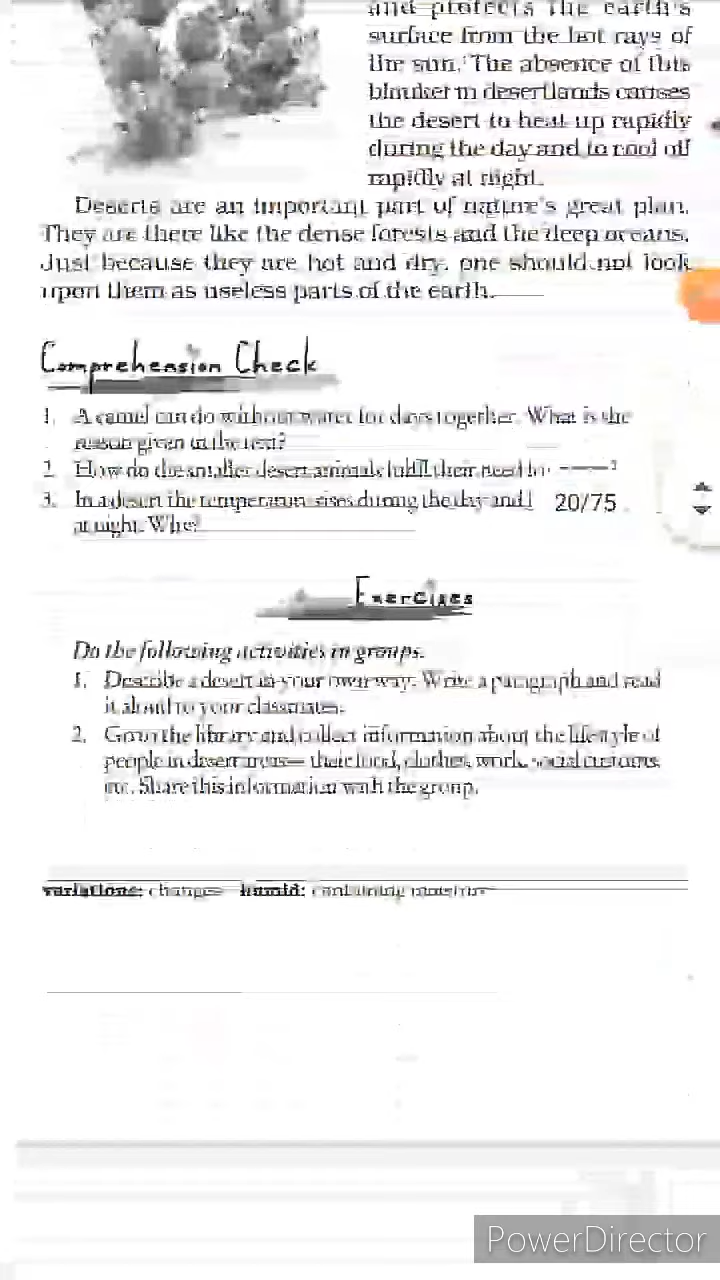 and protects the earth's
surface from the hot rays of
the sun. The absence of this
blanket in desertlands causes
the desert to heat up rapidly
during the day and to cool off
rapidly at night.
Deserts are an important part of nature's great plan.
They are there like the dense forests and the deep oceans.
Just because they are hot and dry, one should not look
upon them as useless parts of the earth.
Comprehension Check
1. A camel can do without water for days together. What is the
reason given in the text?
2. How do the smaller desert animals fulfil their need for
3. In a desert the temperature rises during the day and
20/75
at night. Why?
Exercises
Do the following activities in groups.
1. Describe a desert in your own way. Write a paragraph and read
it aloud to your classmates.
2. Go to the library and collect information about the lifestyle of
people in desert areas— their food, clothes, work, social customs,
etc. Share this information with the group.
variations: changes humid: containing moisture
PowerDirector